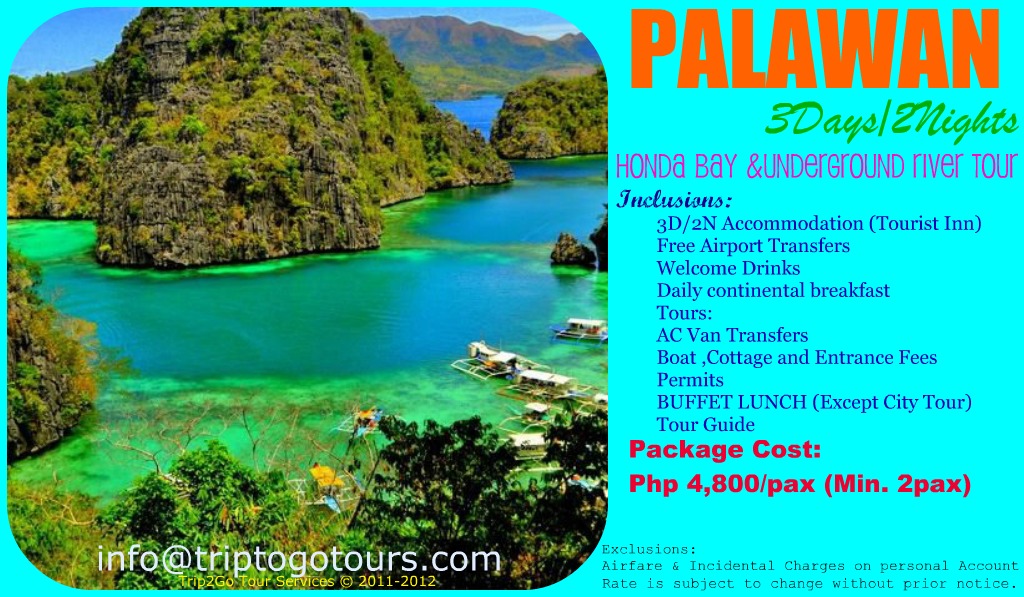 PALAWAN
3Days/2Nights
Honda Bay &Underground River Tour
Inclusions:
3D/2N Accommodation (Tourist Inn)
Free Airport Transfers
Welcome Drinks
Daily continental breakfast
Tours:
AC Van Transfers
Boat ,Cottage and Entrance Fees
Permits
BUFFET LUNCH (Except City Tour)
Tour Guide
Package Cost:
Php 4,800/pax (Min. 2pax)
Exclusions:
Airfare & Incidental Charges on personal Account
Rate is subject to change without prior notice.
info@triptogotours.com
Trip2Go Tour Services © 2011-2012